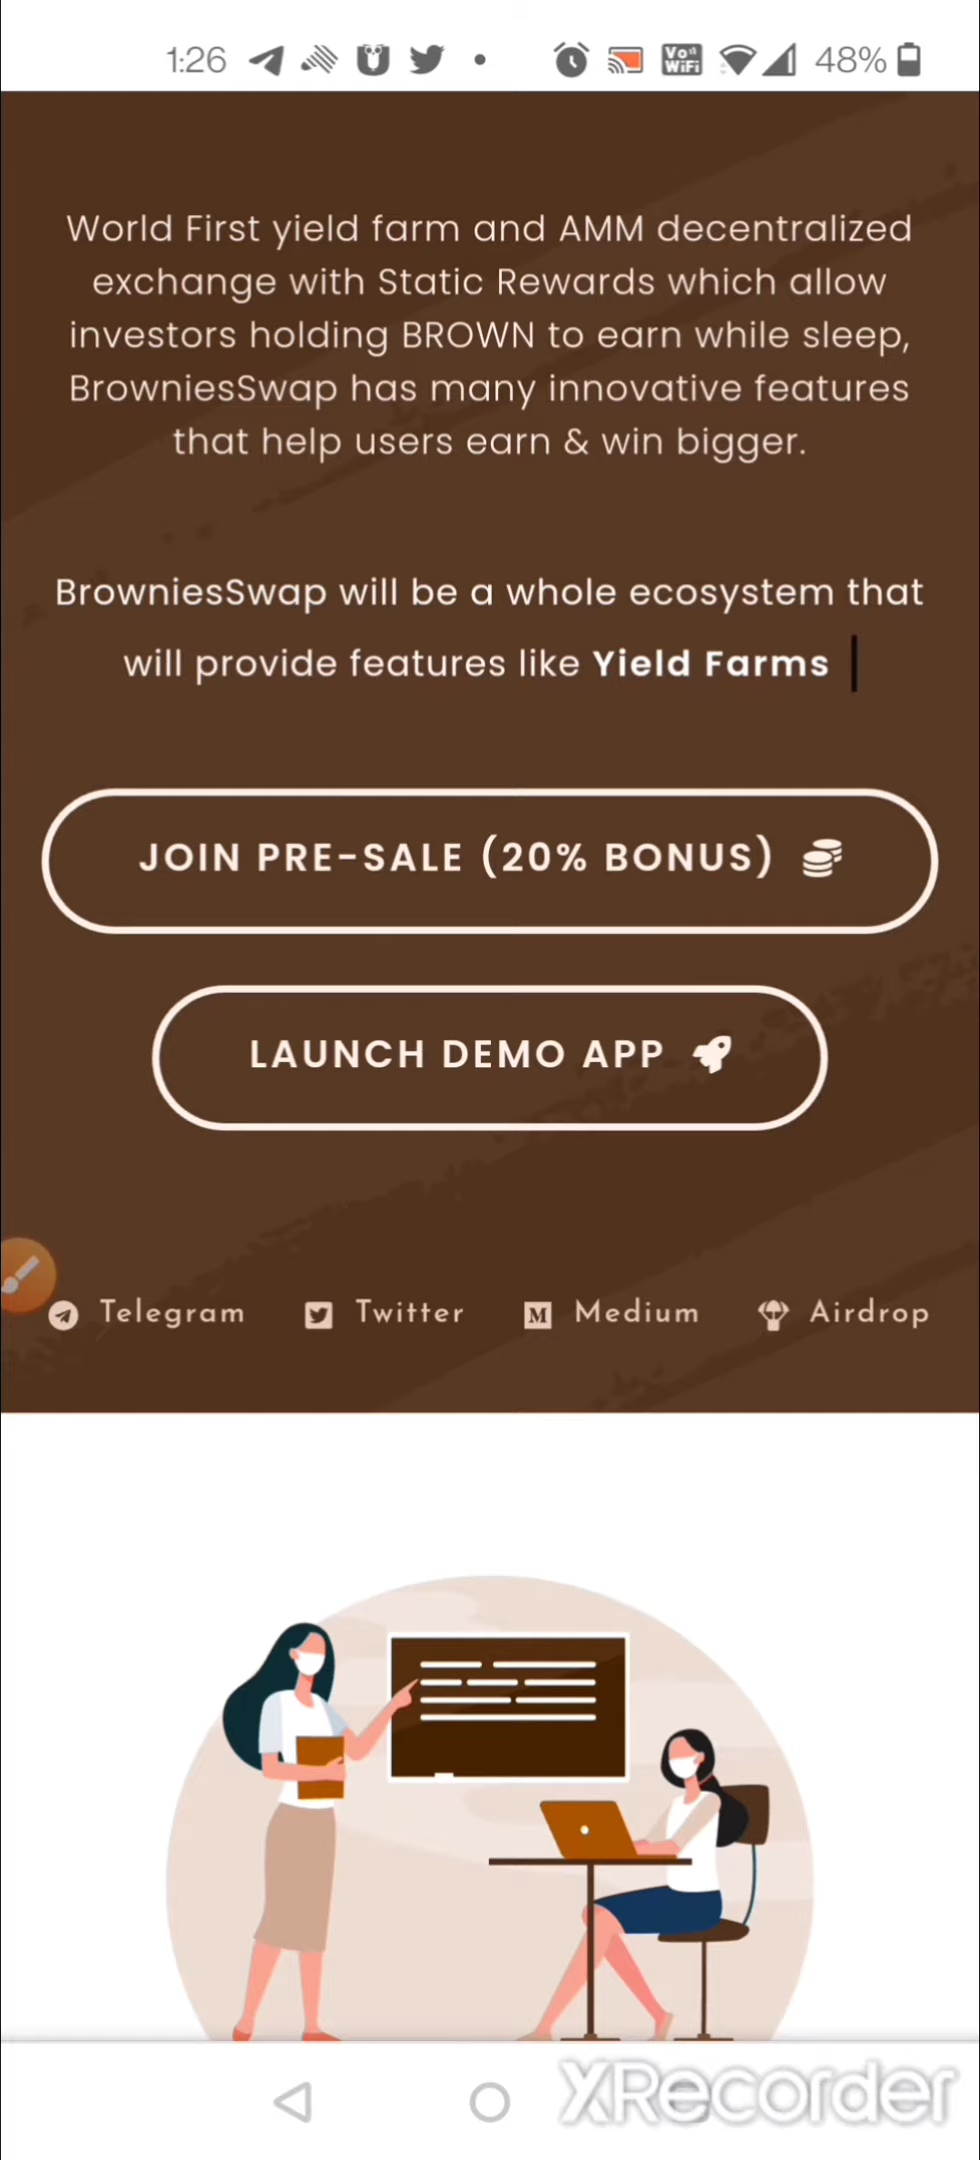 1:26
Vo
WiFi
48%
World First yield farm and AMM decentralized
exchange with Static Rewards which allow
investors holding BROWN to earn while sleep,
BrowniesSwap has many innovative features
that help users earn & win bigger.
BrowniesSwap will be a whole ecosystem that
will provide features like Yield Farms
JOIN PRE-SALE (20% BONUS)
LAUNCH DEMO APP
Telegram Twitter M Medium Airdrop
XRecorder